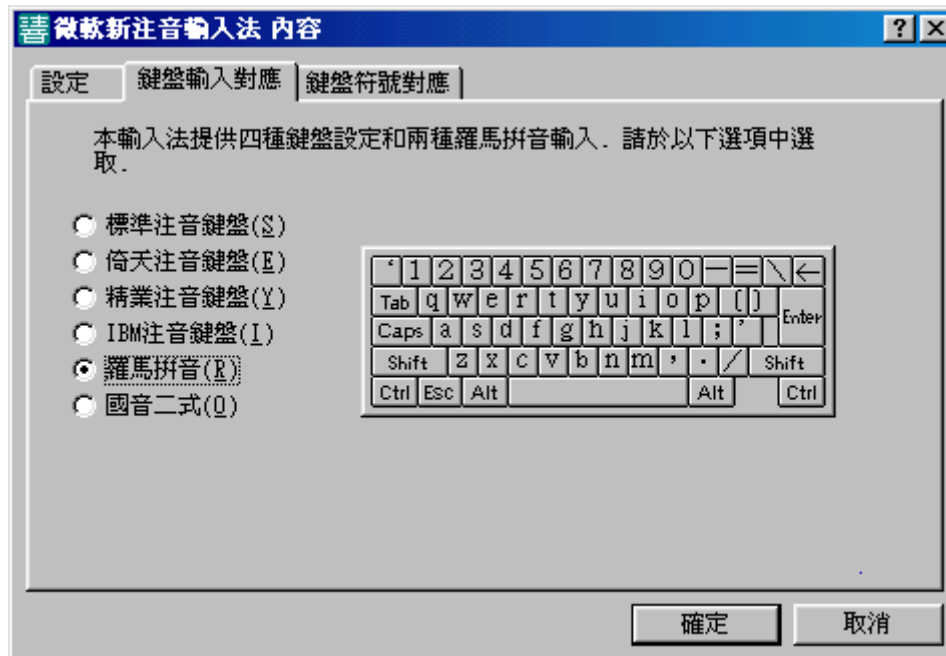 微軟新注音輸入法 內容
設定 鍵盤輸入對應 鍵盤符號對應
本輸入法提供四種鍵盤設定和兩種羅馬拼音輸入. 請於以下選項中選
取.
標準注音鍵盤(S)
倚天注音鍵盤(E)
精業注音鍵盤(Y)
IBM注音鍵盤(I)
羅馬拼音(R)
國音二式(O)
‘ 1 2 3 4 5 6 7 8 9 0 － = \ ←
Tab q w e r t y u i o p [ ]
Enter
Caps a s d f g h j k l ; ’
Shift z x c v b n m , . / Shift
Ctrl Esc Alt Alt Ctrl
確定 取消